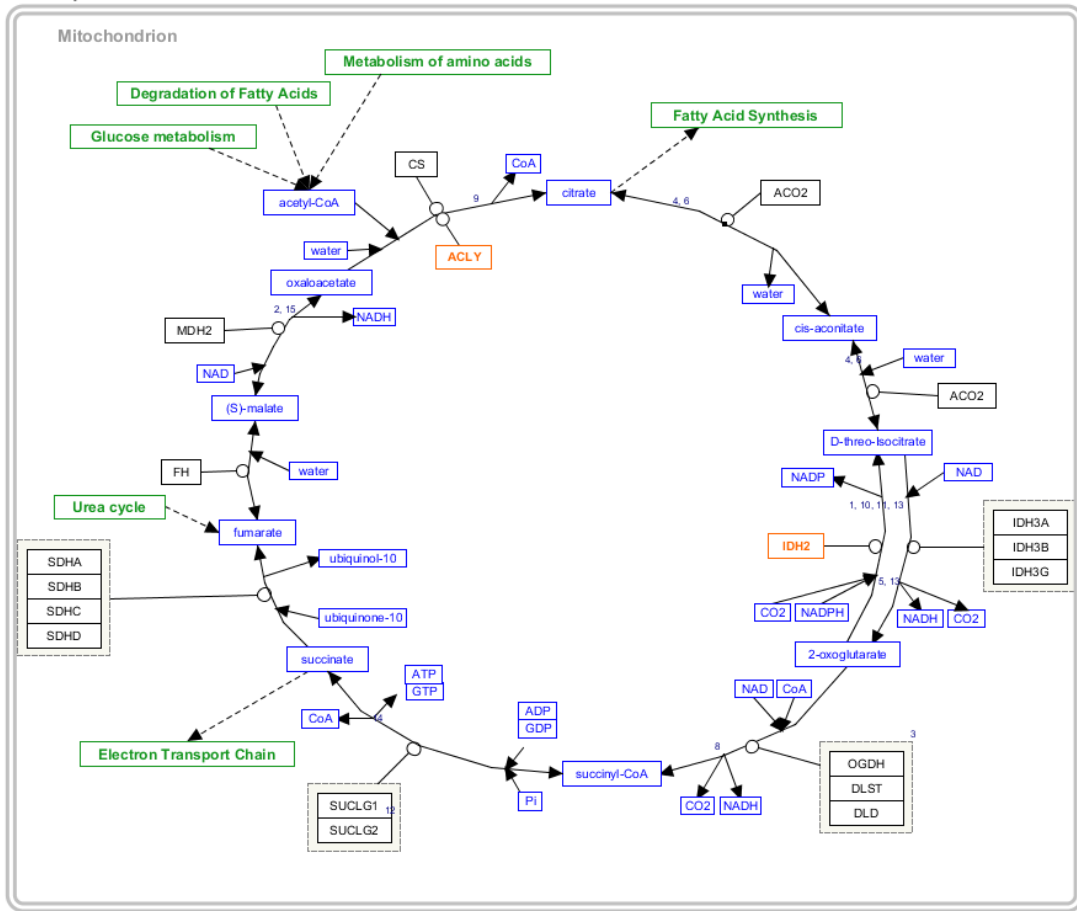 Mitochondrion
Metabolism of amino acids
Degradation of Fatty Acids
Fatty Acid Synthesis
Glucose metabolism
CS
CoA
citrate
ACO2
acetyl-CoA
9
4, 6
water
ACLY
oxaloacetate
water
2, 15
NADH
MDH2
cis-aconitate
4, 6
water
NAD
ACO2
(S)-malate
D-threo-Isocitrate
FH
water
NADP
NAD
Urea cycle
1, 10, 11, 13
fumarate
IDH2
IDH3A
IDH3B
IDH3G
SDHA
SDHB
SDHC
SDHD
ubiquinol-10
5, 13
ubiquinone-10
CO2
NADPH
NADH
CO2
succinate
2-oxoglutarate
ATP
GTP
NAD
CoA
CoA
14
ADP
GDP
3
Electron Transport Chain
8
succinyl-CoA
OGDH
DLST
DLD
Pi
CO2
NADH
SUCLG1
12
SUCLG2